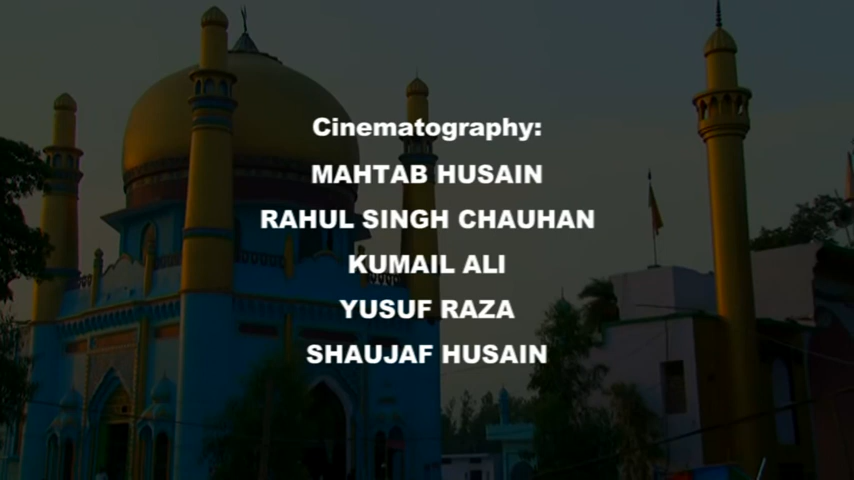 Cinematography:
MAHTAB HUSAIN
RAHUL SINGH CHAUHAN
KUMAIL ALI
YUSUF RAZA
SHAUJAF HUSAIN